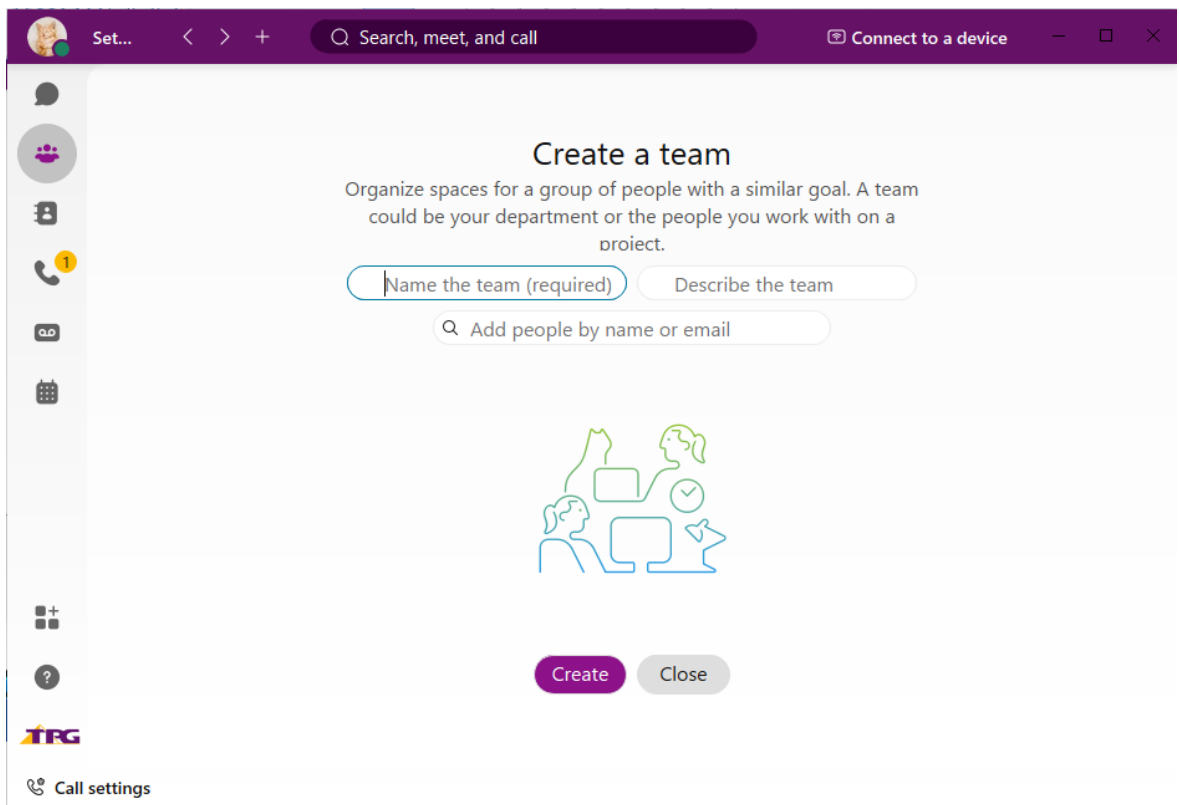 Set...
Search, meet, and call
Connect to a device
Create a team
Organize spaces for a group of people with a similar goal. A team
could be your department or the people you work with on a
project.
Name the team (required)
Describe the team
Add people by name or email
1
Create
Close
?
TPG
Call settings